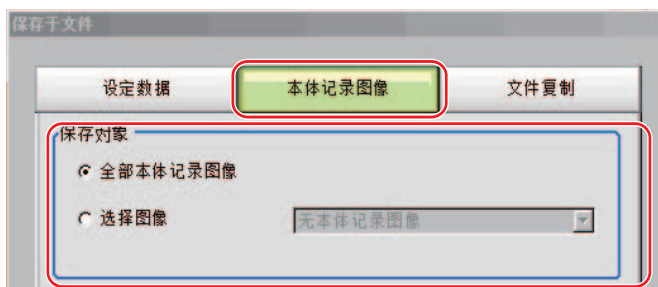 保存于文件
设定数据 本体记录图像 文件复制
保存对象
全部本体记录图像
选择图像 无本体记录图像